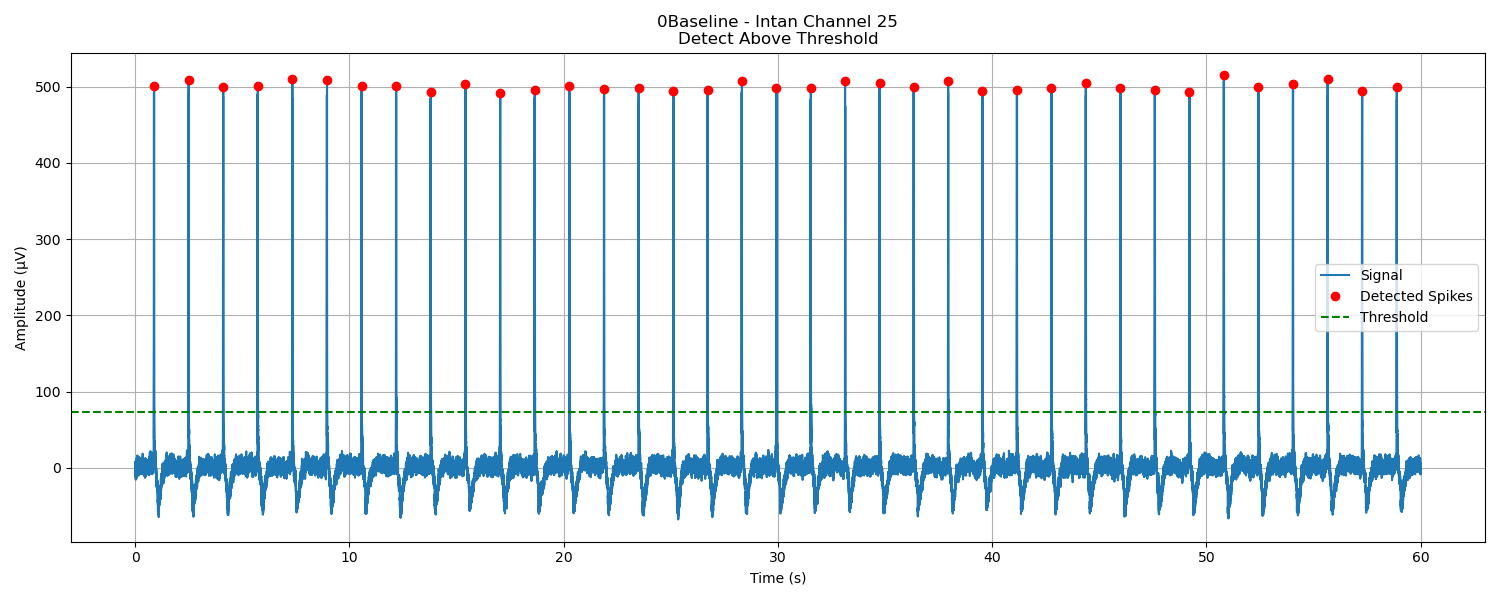 0Baseline - Intan Channel 25
Detect Above Threshold
Amplitude (µV)
500
400
300
200
100
0
Signal
Detected Spikes
Threshold
0 10 20 30 40 50 60
Time (s)